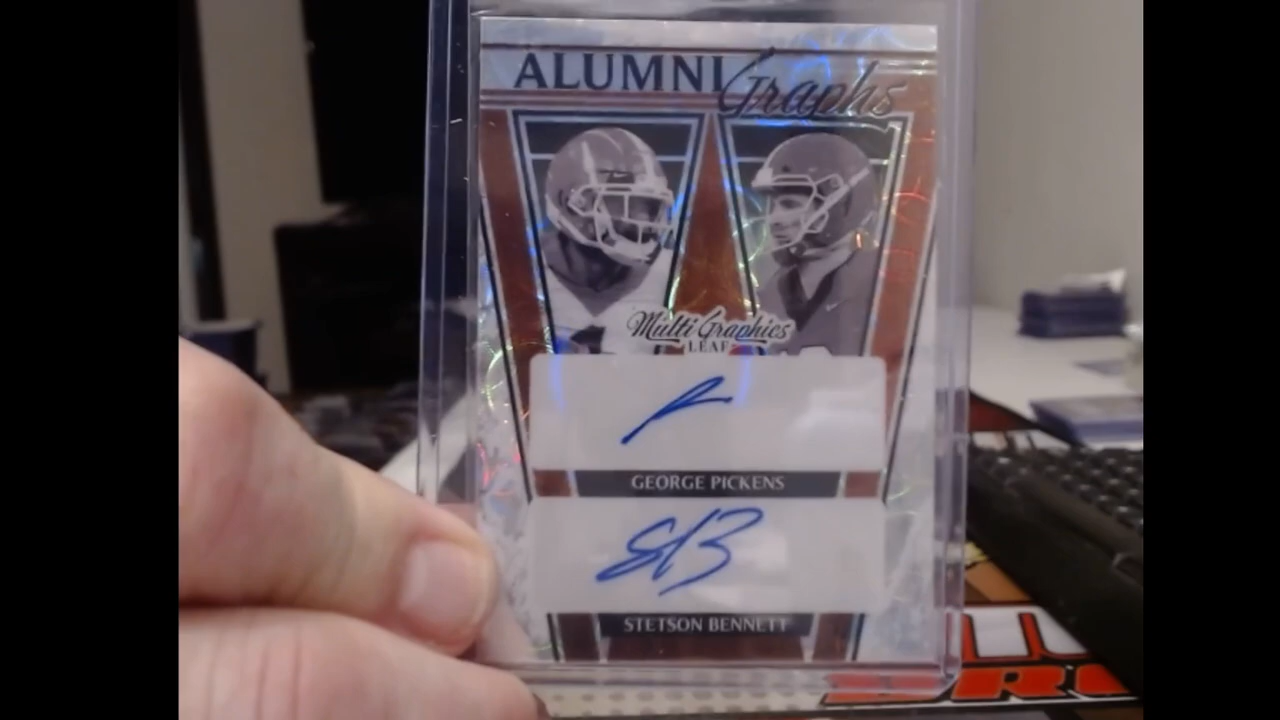 ALUMNI Graphs
Multi Graphics
LEAF
GEORGE PICKENS
STETSON BENNETT